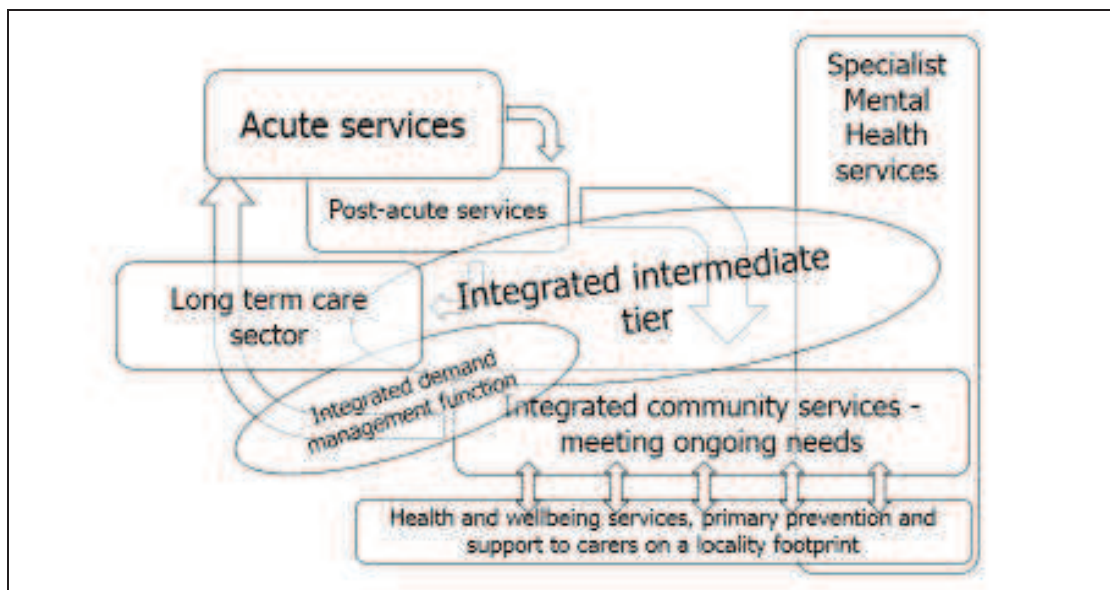 Acute services
Specialist
Mental
Health
services
Post-acute services
Integrated intermediate
tier
Long term care
sector
Integrated demand
management function
Integrated community services -
meeting ongoing needs
Health and wellbeing services, primary prevention and
support to carers on a locality footprint